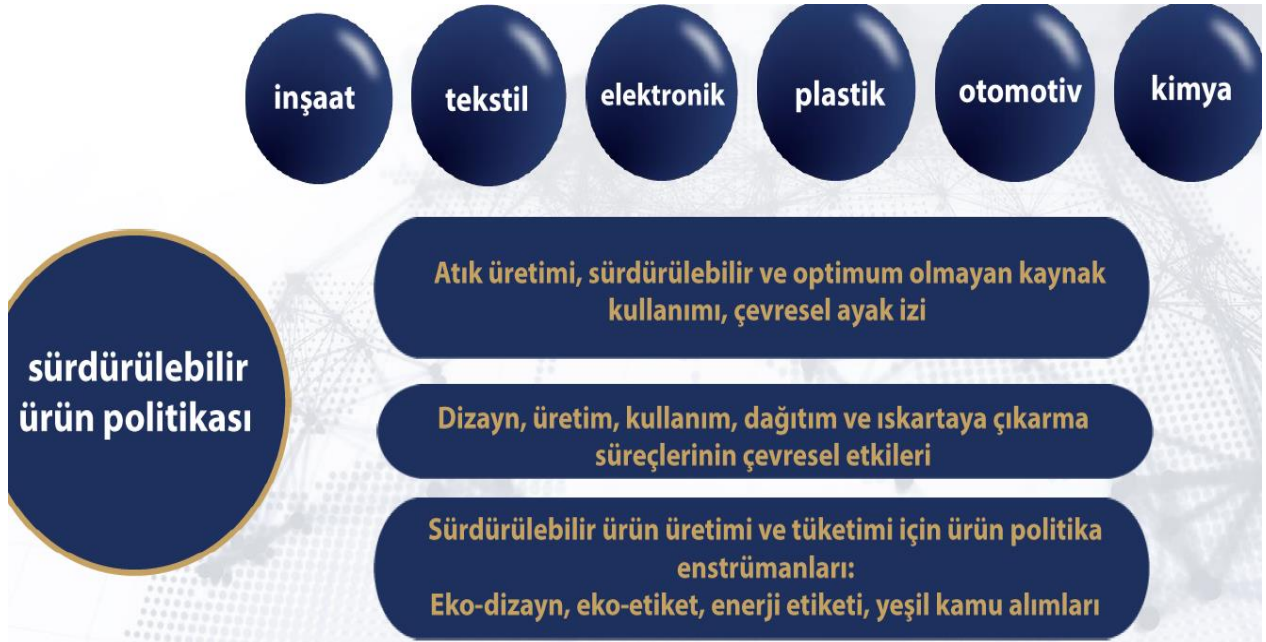 inşaat
tekstil
elektronik
plastik
otomotiv
kimya
sürdürülebilir
ürün politikası
Atık üretimi, sürdürülebilir ve optimum olmayan kaynak
kullanımı, çevresel ayak izi
Dizayn, üretim, kullanım, dağıtım ve ıskartaya çıkarma
süreçlerinin çevresel etkileri
Sürdürülebilir ürün üretimi ve tüketimi için ürün politika
enstrümanları:
Eko-dizayn, eko-etiket, enerji etiketi, yeşil kamu alımları